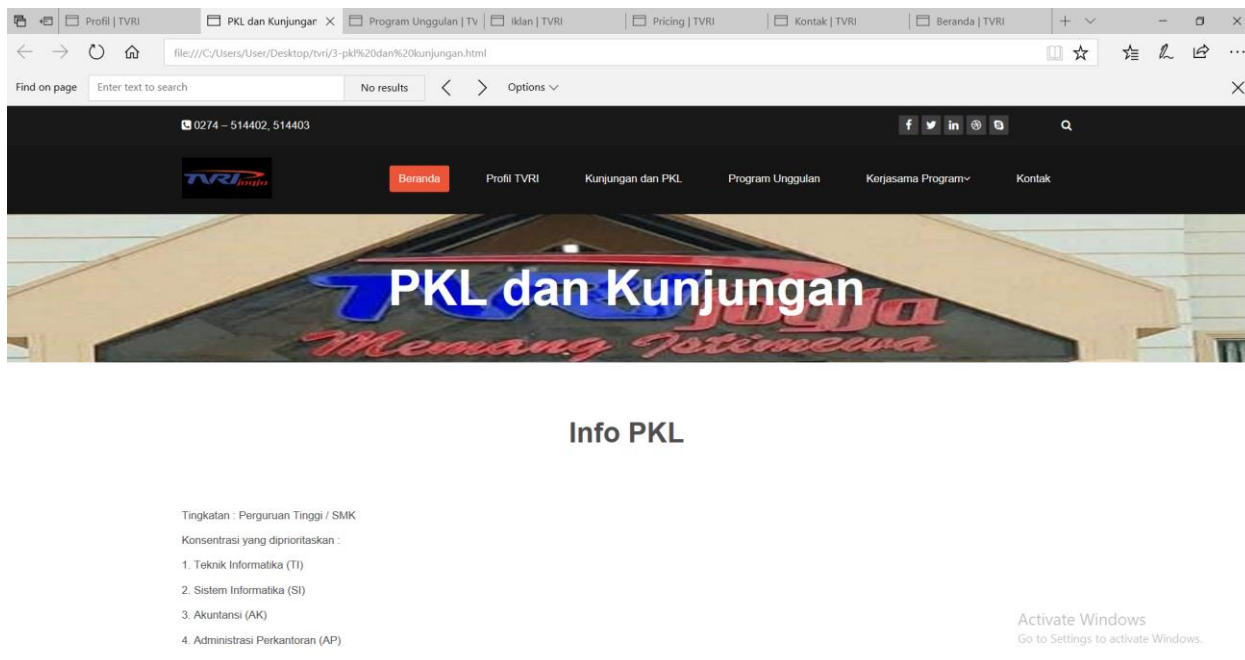 Profil | TVRI
PKL dan Kunjungan
Program Unggulan | TV
Iklan | TVRI
Pricing | TVRI
Kontak | TVRI
Beranda | TVRI
file:///C:/Users/User/Desktop/tvri/3-pkl%20dan%20kunjungan.html
Find on page
Enter text to search
No results
Options
0274 – 514402, 514403
TVRI jogja
Beranda
Profil TVRI
Kunjungan dan PKL
Program Unggulan
Kerjasama Program
Kontak
TVRI Jogja
PKL dan Kunjungan
Memang Istimewa
Info PKL
Tingkatan : Perguruan Tinggi / SMK
Konsentrasi yang diprioritaskan :
1. Teknik Informatika (TI)
2. Sistem Informatika (SI)
3. Akuntansi (AK)
4. Administrasi Perkantoran (AP)
Activate Windows
Go to Settings to activate Windows.